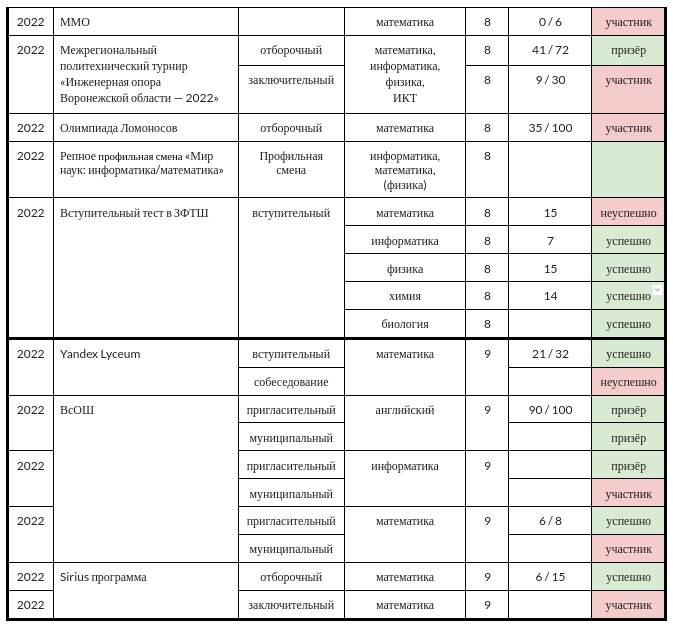 2022 ММО математика 8 0 / 6 участник
2022 Межрегиональный отборочный математика, 8 41 / 72 призёр
политехнический турнир информатика,
«Инженерная опора заключительный физика, 8 9 / 30 участник
Воронежской области — 2022» ИКТ
2022 Олимпиада Ломоносов отборочный математика 8 35 / 100 участник
2022 Репное профильная смена «Мир Профильная информатика, 8
наук: информатика/математика» смена математика,
(физика)
2022 Вступительный тест в ЗФТШ вступительный математика 8 15 неуспешно
информатика 8 7 успешно
физика 8 15 успешно
химия 8 14 успешно
биология 8 успешно
2022 Yandex Lyceum вступительный математика 9 21 / 32 успешно
собеседование неуспешно
2022 ВсОШ пригласительный английский 9 90 / 100 призёр
муниципальный призёр
2022 пригласительный информатика 9 призёр
муниципальный участник
2022 пригласительный математика 9 6 / 8 успешно
муниципальный участник
2022 Sirius программа отборочный математика 9 6 / 15 успешно
2022 заключительный математика 9 участник